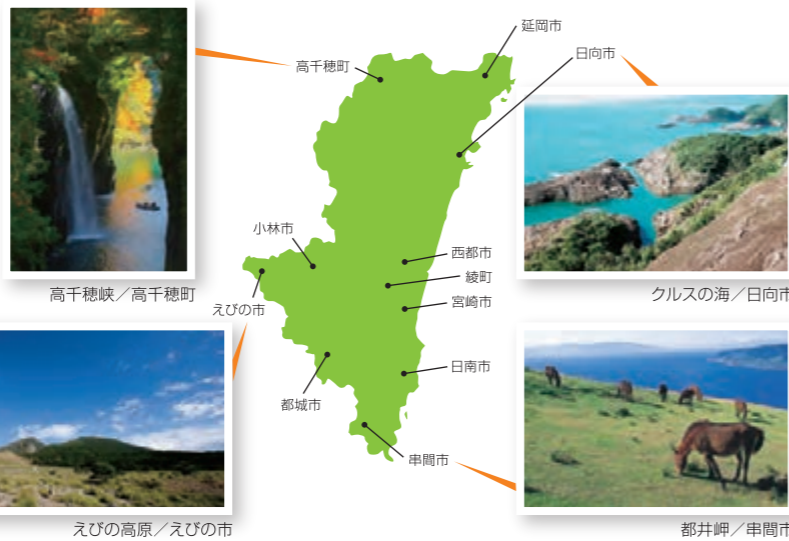 延岡市
日向市
高千穂町
小林市
西都市
綾町
宮崎市
えびの市
日南市
都城市
串間市
高千穂峡／高千穂町
クルスの海／日向市
えびの高原／えびの市
都井岬／串間市